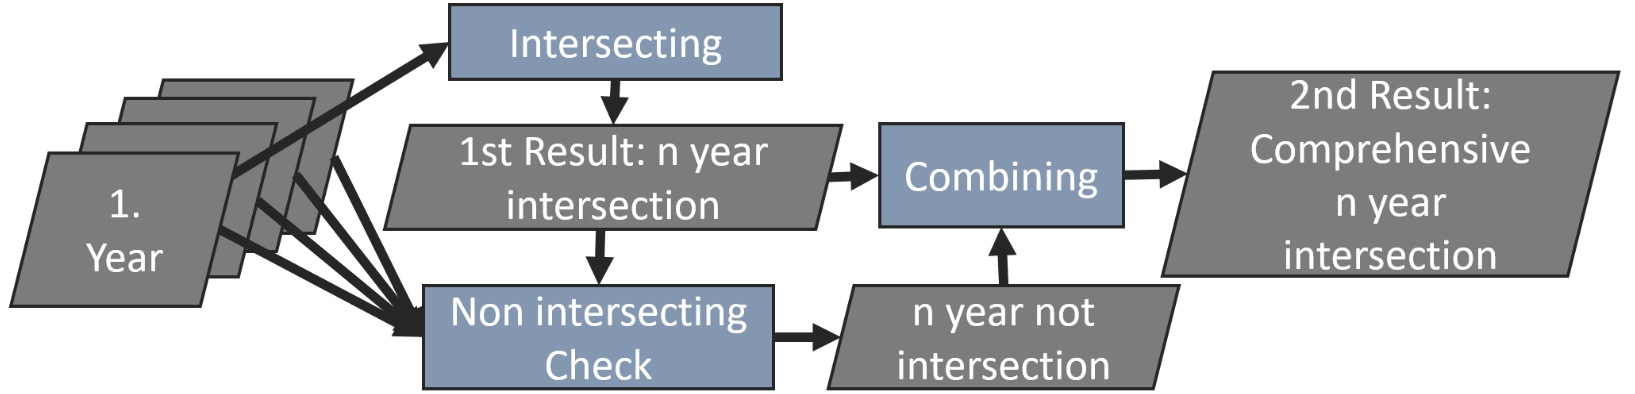 1.
Year
Intersecting
1st Result: n year
intersection
Non intersecting
Check
Combining
n year not
intersection
2nd Result:
Comprehensive
n year
intersection